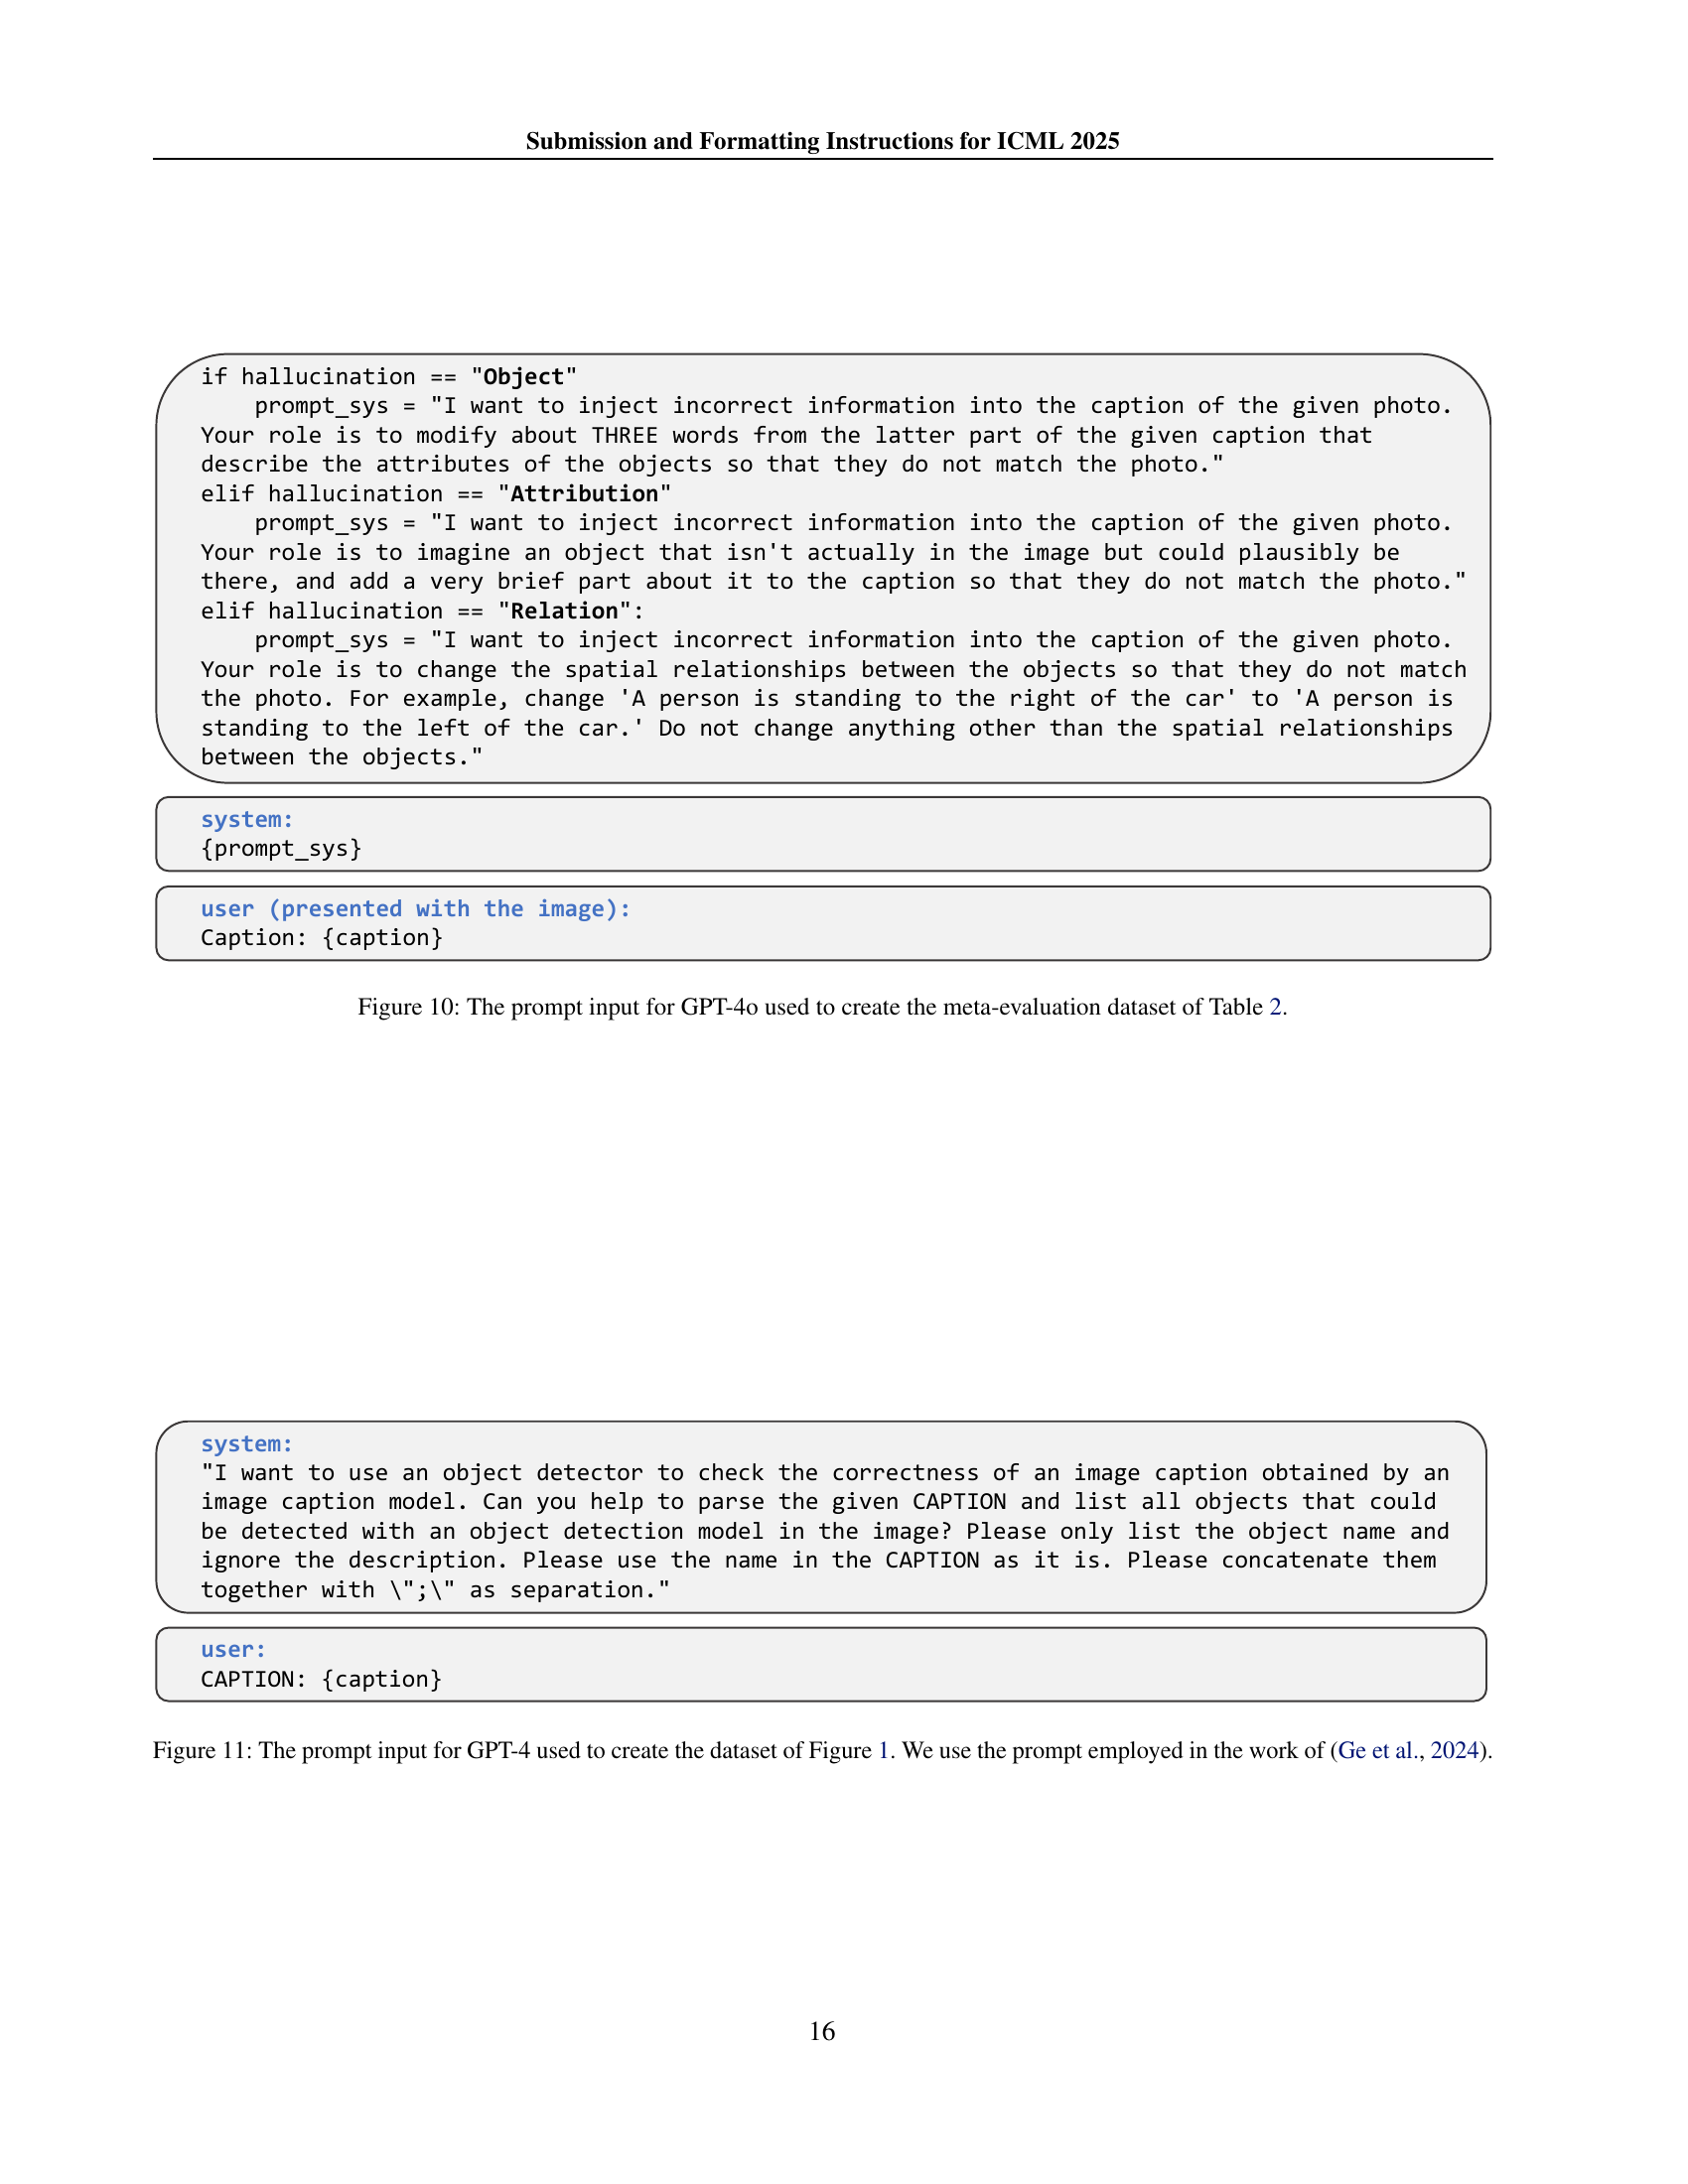 Submission and Formatting Instructions for ICML 2025
if hallucination == "Object"
prompt_sys = "I want to inject incorrect information into the caption of the given photo.
Your role is to modify about THREE words from the latter part of the given caption that
describe the attributes of the objects so that they do not match the photo."
elif hallucination == "Attribution"
prompt_sys = "I want to inject incorrect information into the caption of the given photo.
Your role is to imagine an object that isn't actually in the image but could plausibly be
there, and add a very brief part about it to the caption so that they do not match the photo."
elif hallucination == "Relation":
prompt_sys = "I want to inject incorrect information into the caption of the given photo.
Your role is to change the spatial relationships between the objects so that they do not match
the photo. For example, change 'A person is standing to the right of the car' to 'A person is
standing to the left of the car.' Do not change anything other than the spatial relationships
between the objects."
system:
{prompt_sys}
user (presented with the image):
Caption: {caption}
Figure 10: The prompt input for GPT-4o used to create the meta-evaluation dataset of Table 2.
system:
"I want to use an object detector to check the correctness of an image caption obtained by an
image caption model. Can you help to parse the given CAPTION and list all objects that could
be detected with an object detection model in the image? Please only list the object name and
ignore the description. Please use the name in the CAPTION as it is. Please concatenate them
together with \";\" as separation."
user:
CAPTION: {caption}
Figure 11: The prompt input for GPT-4 used to create the dataset of Figure 1. We use the prompt employed in the work of (Ge et al., 2024).
16